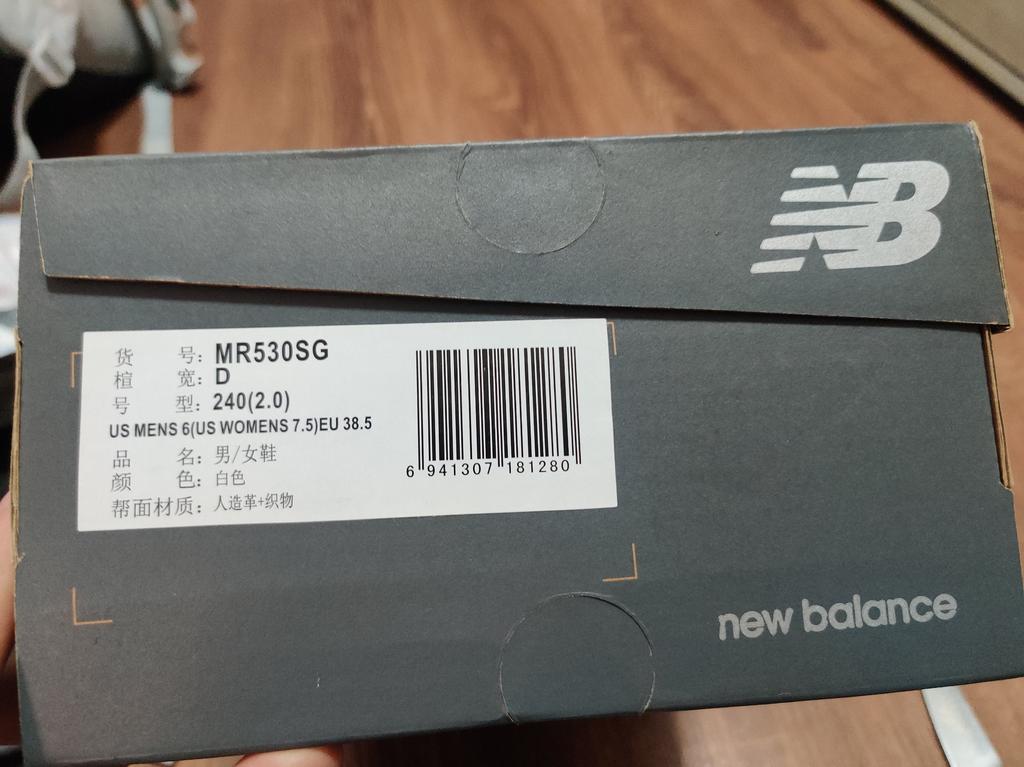 NB
货 号: MR530SG
楦 宽: D
号 型: 240(2.0)
US MENS 6(US WOMENS 7.5)EU 38.5
品 名: 男/女鞋
颜 色: 白色
帮面材质: 人造革+织物
6 941307 181280
new balance